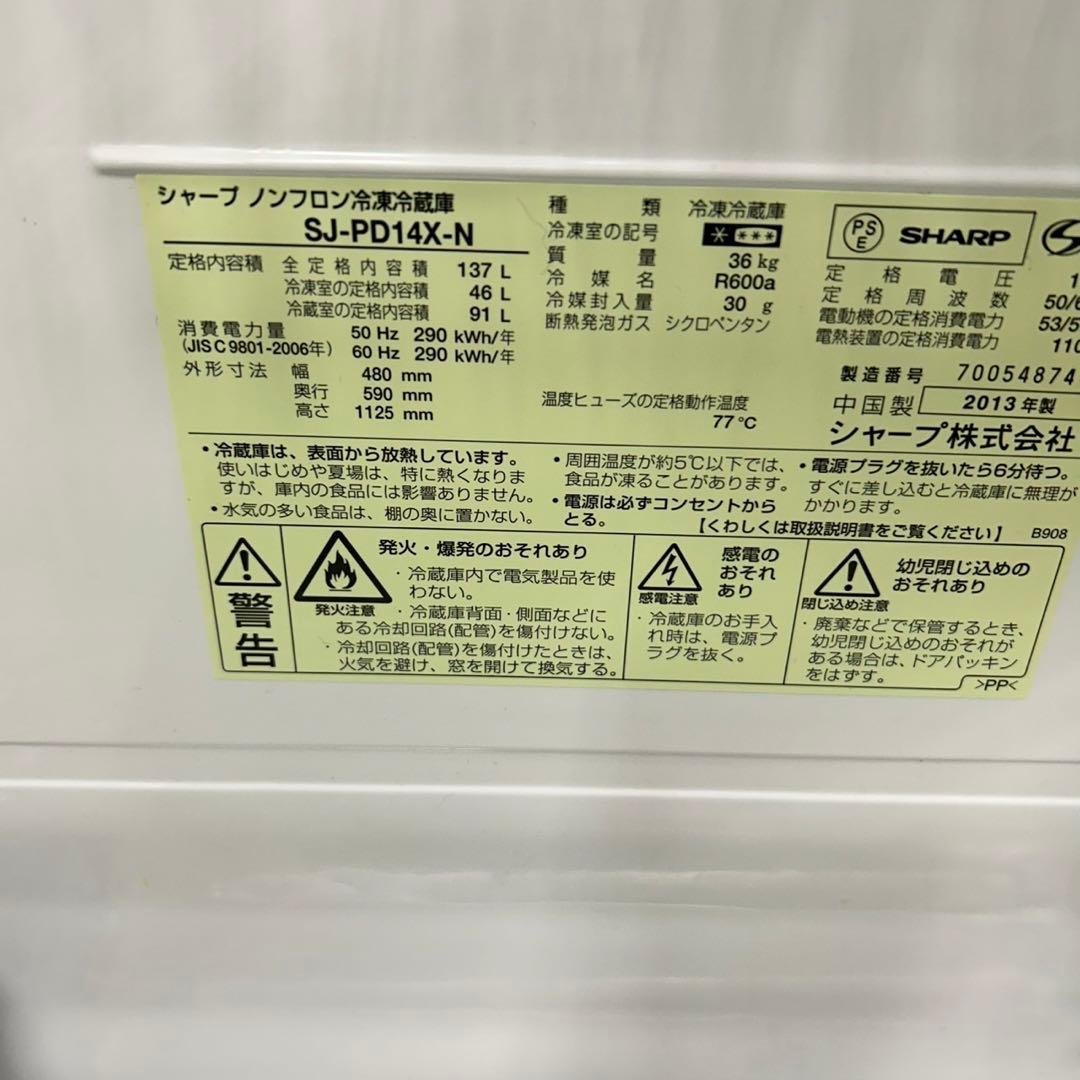 シャープ ノンフロン冷凍冷蔵庫
SJ-PD14X-N
定格内容積 全定格内容積 137 L
冷凍室の定格内容積 46 L
冷蔵室の定格内容積 91 L
消費電力量 50 Hz 290 kWh/年
(JIS C 9801-2006年) 60 Hz 290 kWh/年
外形寸法 幅 480 mm
奥行 590 mm
高さ 1125 mm
種類 冷凍冷蔵庫
冷凍室の記号 * ***
質量 36 kg
冷媒名 R600a
冷媒封入量 30 g
断熱発泡ガス シクロペンタン
温度ヒューズの定格動作温度
77℃
PSE SHARP
定格電圧
定格周波数 50/
電動機の定格消費電力 53/
電熱装置の定格消費電力 110
製造番号 70054874
中国製 2013年製
シャープ株式会社
・冷蔵庫は、表面から放熱しています。
使いはじめや夏場は、特に熱くなりま
すが、庫内の食品には影響ありません。
・水気の多い食品は、棚の奥に置かない。
・周囲温度が約5℃以下では、
食品が凍ることがあります。
・電源は必ずコンセントから
とる。
・電源プラグを抜いたら6分待つ。
すぐに差し込むと冷蔵庫に無理が
かかります。
【くわしくは取扱説明書をご覧ください】 B908
警告
発火注意
発火・爆発のおそれあり
・冷蔵庫内で電気製品を使
わない。
・冷蔵庫背面・側面などに
ある冷却回路(配管)を傷付けない。
・冷却回路(配管)を傷付けたときは、
火気を避け、窓を開けて換気する。
感電注意
感電の
おそれ
あり
・冷蔵庫のお手入
れ時は、電源プ
ラグを抜く。
閉じ込め注意
幼児閉じ込めの
おそれあり
・廃棄などで保管するとき、
幼児閉じ込めのおそれが
ある場合は、ドアパッキン
をはずす。
>PP<